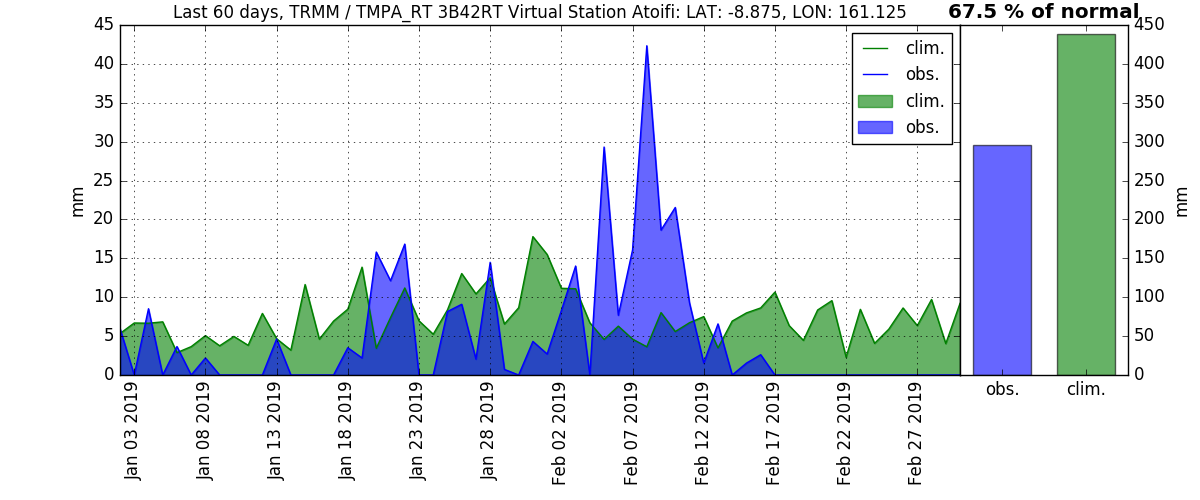 Last 60 days, TRMM / TMPA_RT 3B42RT Virtual Station Atoifi: LAT: -8.875, LON: 161.125
67.5 % of normal
45
40
35
30
25
20
15
10
5
0
mm
clim.
obs.
clim.
obs.
Jan 03 2019
Jan 08 2019
Jan 13 2019
Jan 18 2019
Jan 23 2019
Jan 28 2019
Feb 02 2019
Feb 07 2019
Feb 12 2019
Feb 17 2019
Feb 22 2019
Feb 27 2019
450
400
350
300
250
200
150
100
50
0
mm
obs.
clim.